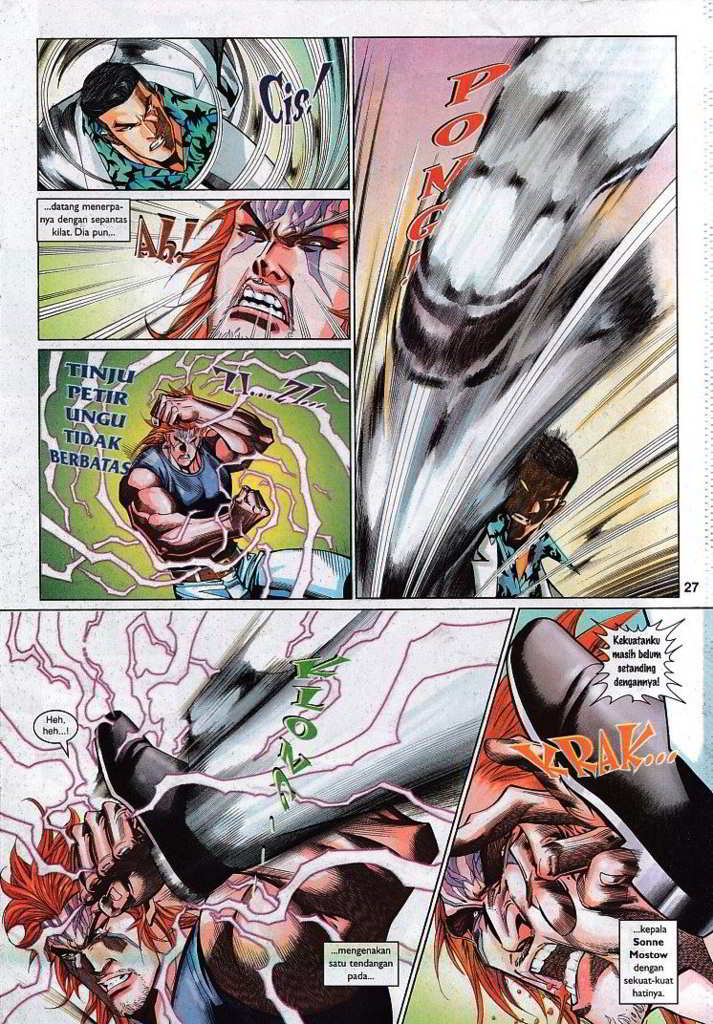 Cis!
...datang menerpa-
nya dengan sepantas
kilat. Dia pun...
Ah!
TINJU
PETIR
UNGU
TIDAK
BERBATAS
ZI...ZI...
PONG!
27
Heh,
heh...!
KLONZ
...mengenakan
satu tendangan
pada...
Kekuatanku
masih belum
setanding
dengannya!
KRAK...
...kepala
Sonne
Mostow
dengan
sekuat-kuat
hatinya.